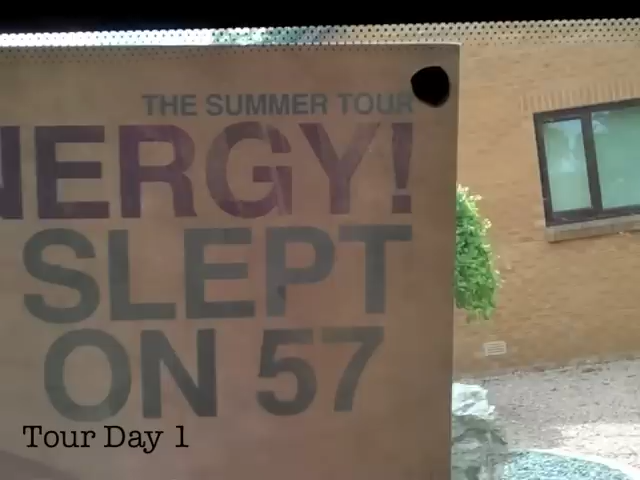 THE SUMMER TOUR
NERGY!
SLEPT
ON 57
Tour Day 1